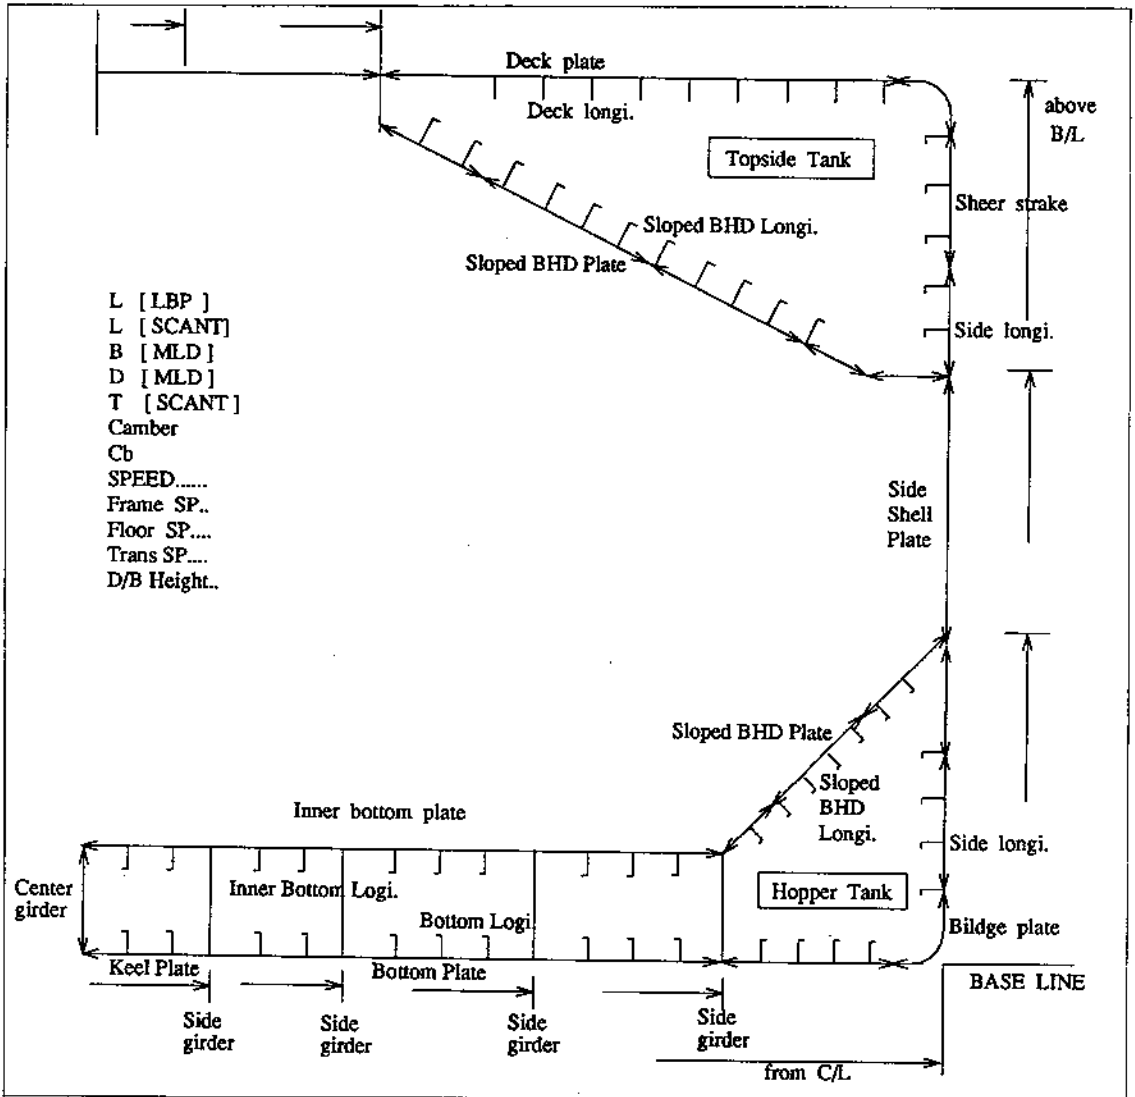 Deck plate
Deck longi.
above
B/L
Topside Tank
Sheer strake
Sloped BHD Longi.
Sloped BHD Plate
L [ LBP ]
L [ SCANT]
B [ MLD ]
D [ MLD ]
T [ SCANT ]
Camber
Cb
SPEED......
Frame SP..
Floor SP....
Trans SP....
D/B Height..
Side longi.
Side
Shell
Plate
Sloped BHD Plate
Sloped
BHD
Longi.
Inner bottom plate
Side longi.
Center
girder
Inner Bottom Logi.
Hopper Tank
Bottom Logi
Bildge plate
Keel Plate
Bottom Plate
BASE LINE
Side
girder
Side
girder
Side
girder
Side
girder
from C/L